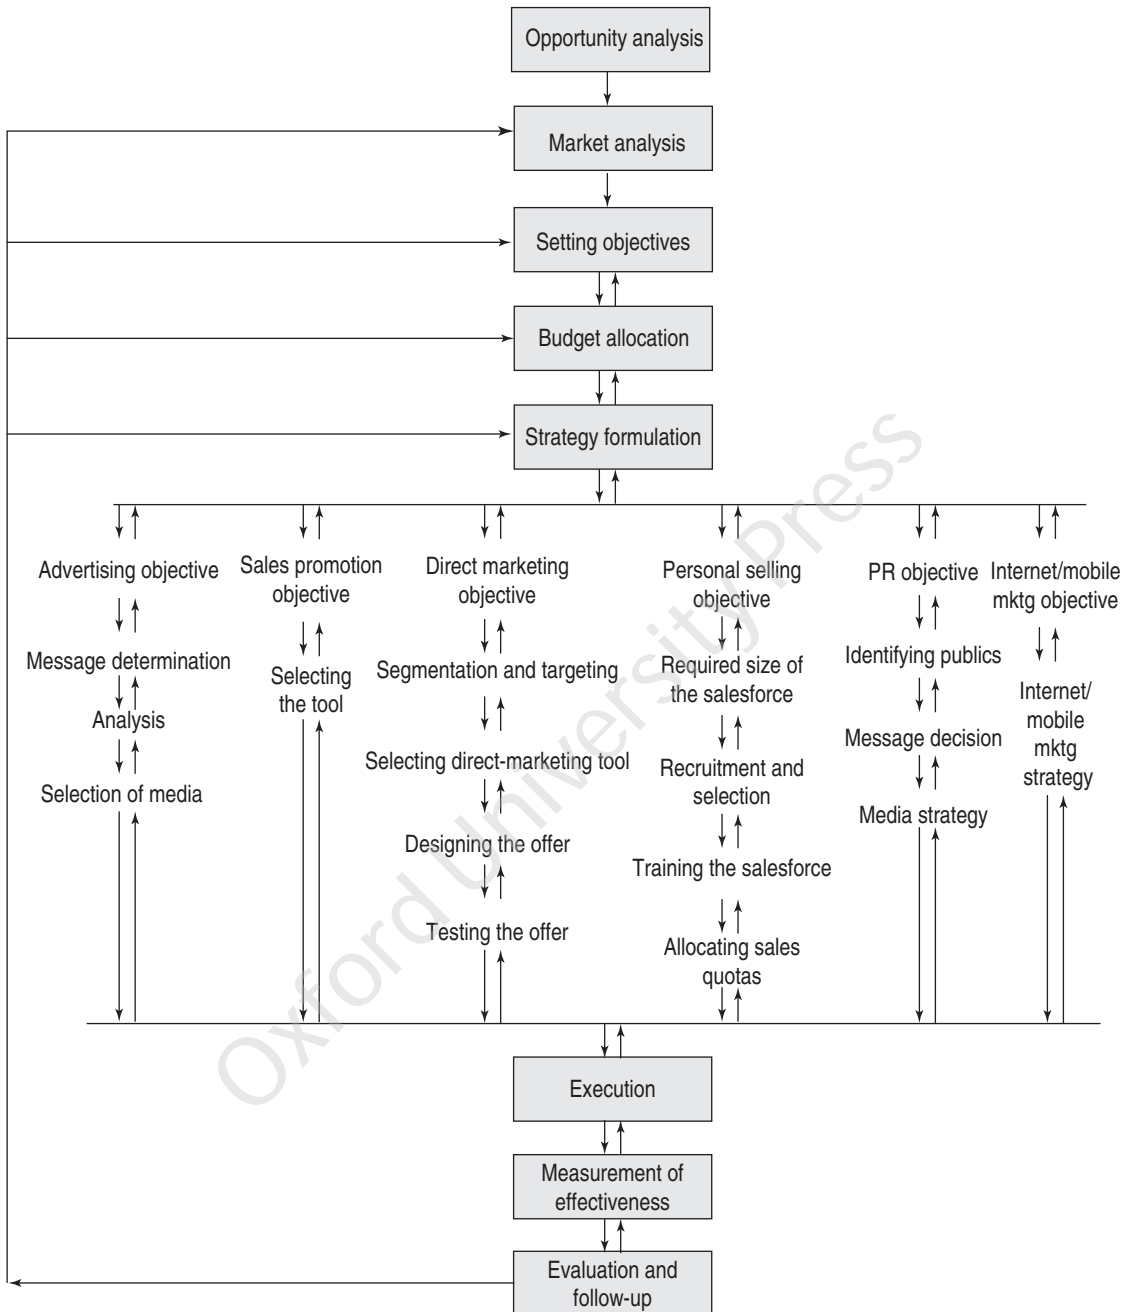 Opportunity analysis
Market analysis
Setting objectives
Budget allocation
Strategy formulation
Advertising objective
Message determination
Analysis
Selection of media
Sales promotion
objective
Selecting
the tool
Direct marketing
objective
Segmentation and targeting
Selecting direct-marketing tool
Designing the offer
Testing the offer
Personal selling
objective
Required size of
the salesforce
Recruitment and
selection
Training the salesforce
Allocating sales
quotas
PR objective
Identifying publics
Message decision
Media strategy
Internet/mobile
mktg objective
Internet/
mobile
mktg
strategy
Execution
Measurement of
effectiveness
Evaluation and
follow-up
Oxford University Press